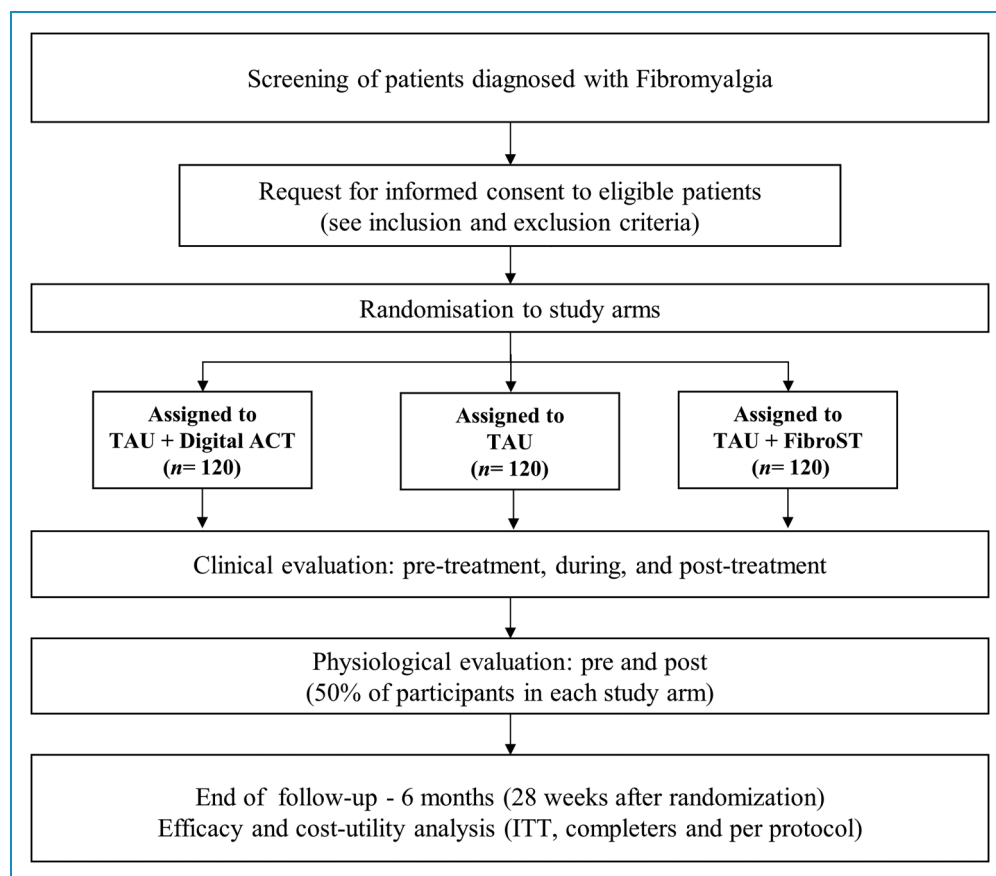 Screening of patients diagnosed with Fibromyalgia
Request for informed consent to eligible patients
(see inclusion and exclusion criteria)
Randomisation to study arms
Assigned to
TAU + Digital ACT
(n= 120)
Assigned to
TAU
(n= 120)
Assigned to
TAU + FibroST
(n= 120)
Clinical evaluation: pre-treatment, during, and post-treatment
Physiological evaluation: pre and post
(50% of participants in each study arm)
End of follow-up - 6 months (28 weeks after randomization)
Efficacy and cost-utility analysis (ITT, completers and per protocol)